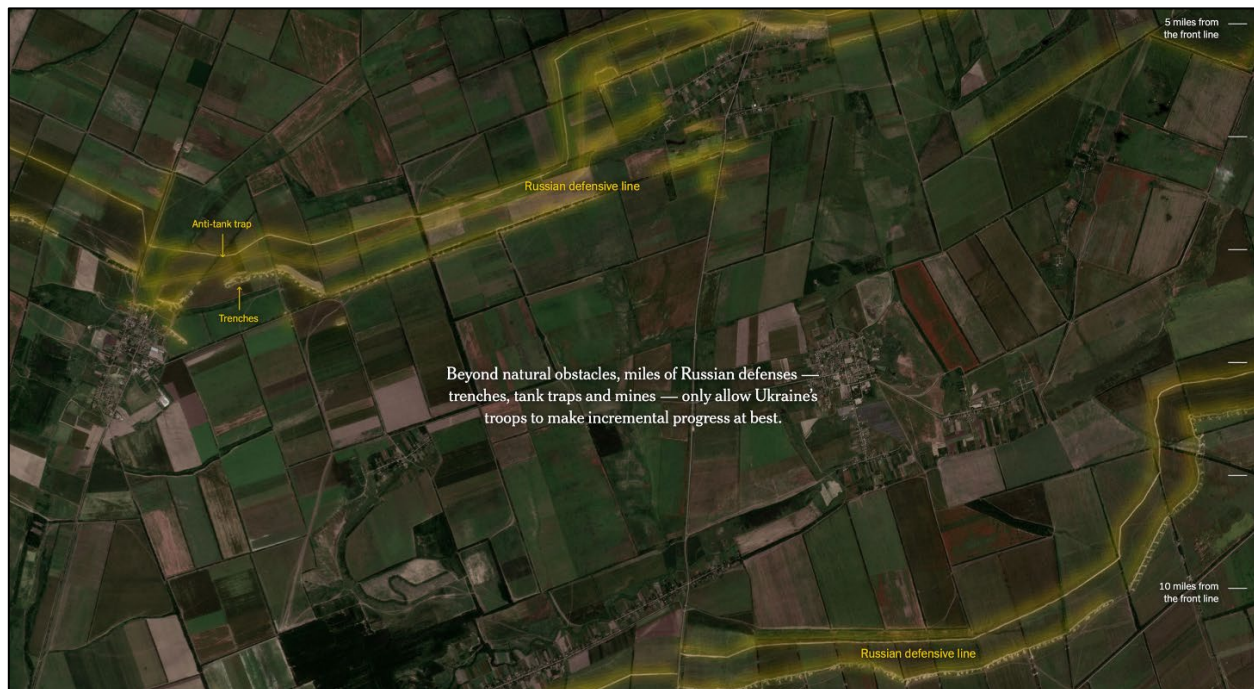 5 miles from
the front line
Russian defensive line
Anti-tank trap
Trenches
Beyond natural obstacles, miles of Russian defenses —
trenches, tank traps and mines — only allow Ukraine’s
troops to make incremental progress at best.
10 miles from
the front line
Russian defensive line